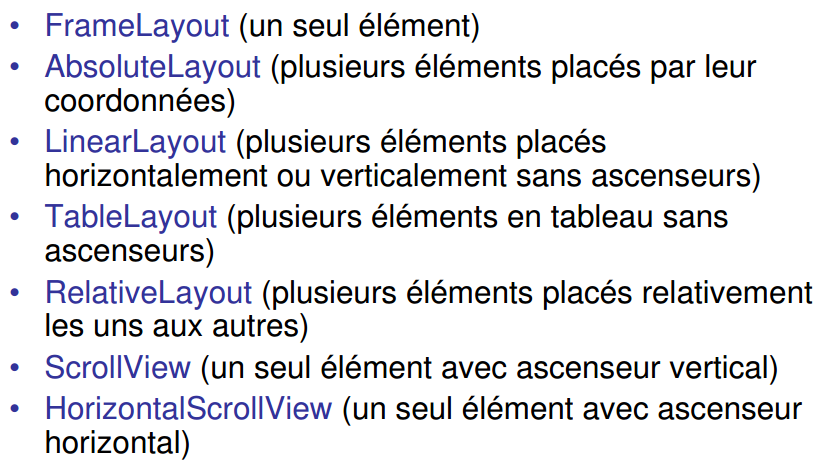 • FrameLayout (un seul élément)
• AbsoluteLayout (plusieurs éléments placés par leur
coordonnées)
• LinearLayout (plusieurs éléments placés
horizontalement ou verticalement sans ascenseurs)
• TableLayout (plusieurs éléments en tableau sans
ascenseurs)
• RelativeLayout (plusieurs éléments placés relativement
les uns aux autres)
• ScrollView (un seul élément avec ascenseur vertical)
• HorizontalScrollView (un seul élément avec ascenseur
horizontal)